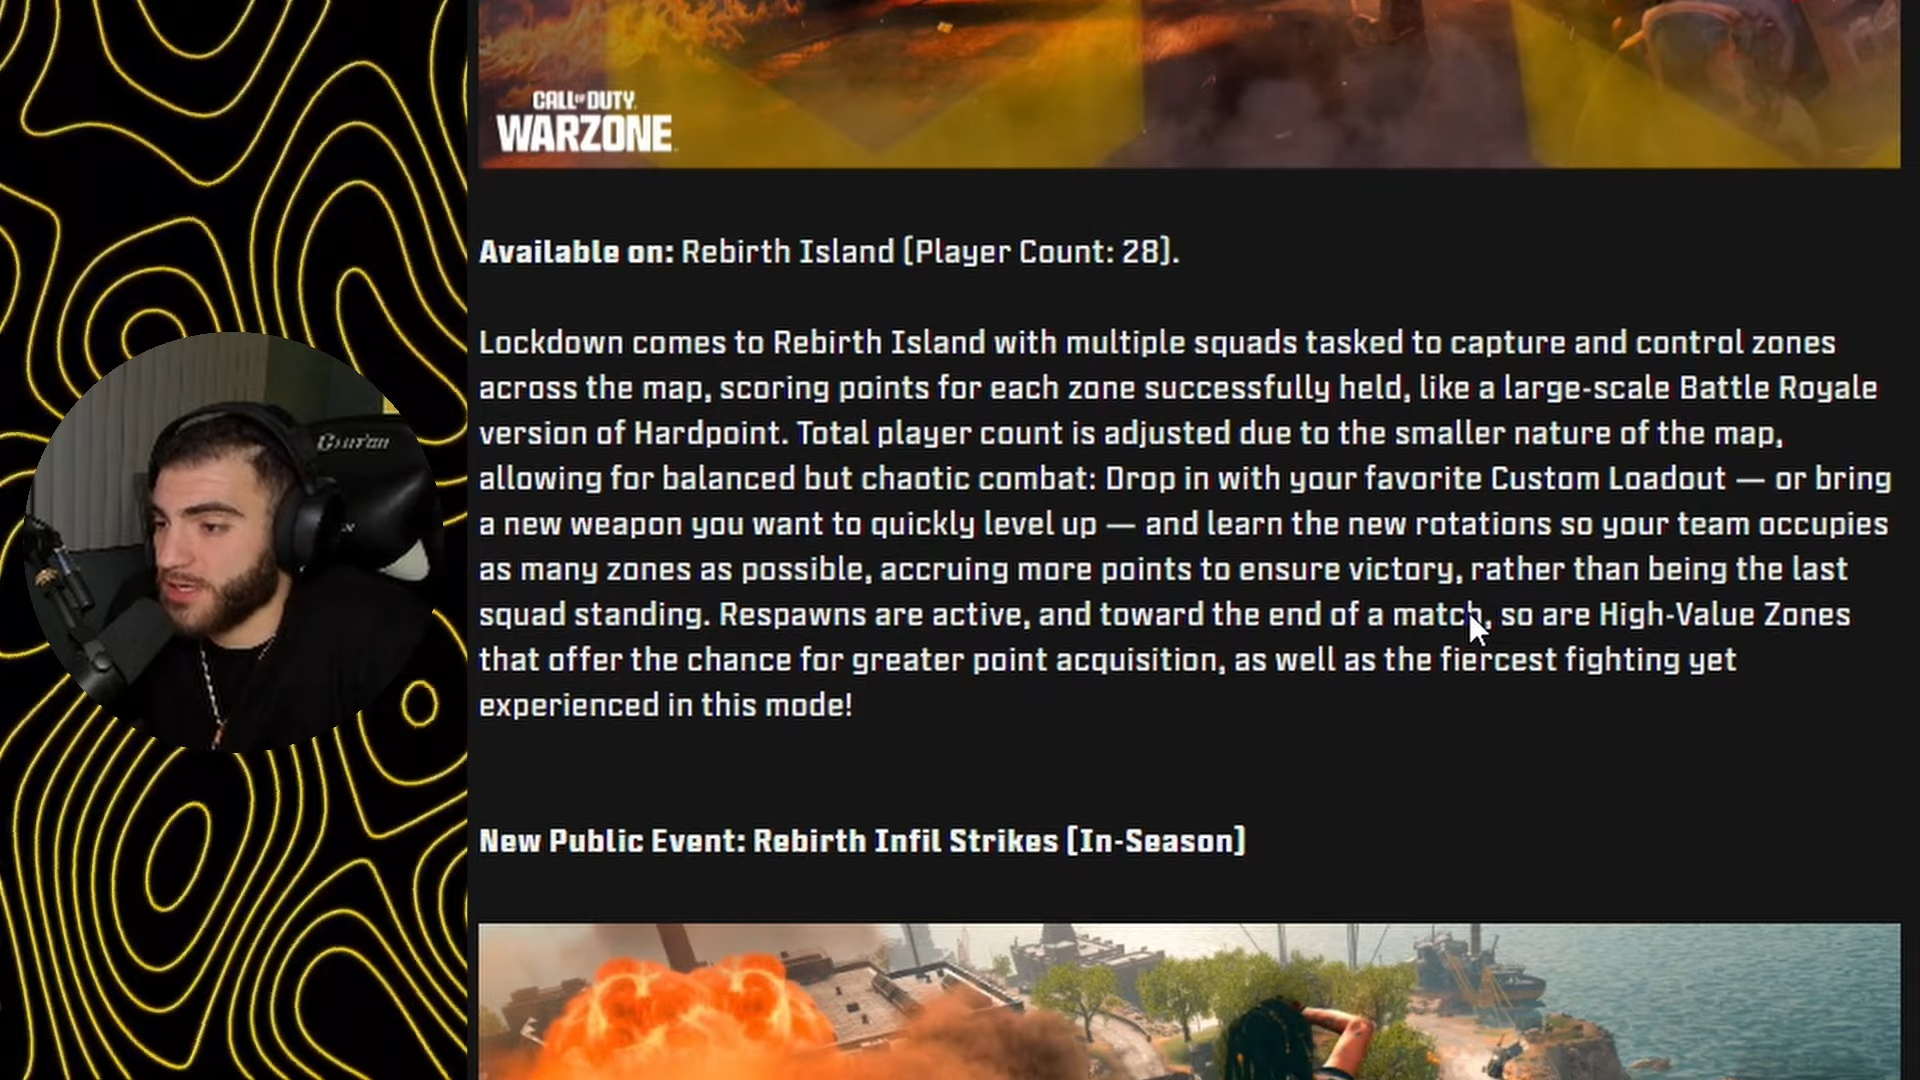 CALL OF DUTY
WARZONE
Available on: Rebirth Island (Player Count: 28).
Lockdown comes to Rebirth Island with multiple squads tasked to capture and control zones
across the map, scoring points for each zone successfully held, like a large-scale Battle Royale
version of Hardpoint. Total player count is adjusted due to the smaller nature of the map,
allowing for balanced but chaotic combat: Drop in with your favorite Custom Loadout — or bring
a new weapon you want to quickly level up — and learn the new rotations so your team occupies
as many zones as possible, accruing more points to ensure victory, rather than being the last
squad standing. Respawns are active, and toward the end of a match, so are High-Value Zones
that offer the chance for greater point acquisition, as well as the fiercest fighting yet
experienced in this mode!
New Public Event: Rebirth Infil Strikes (In-Season)